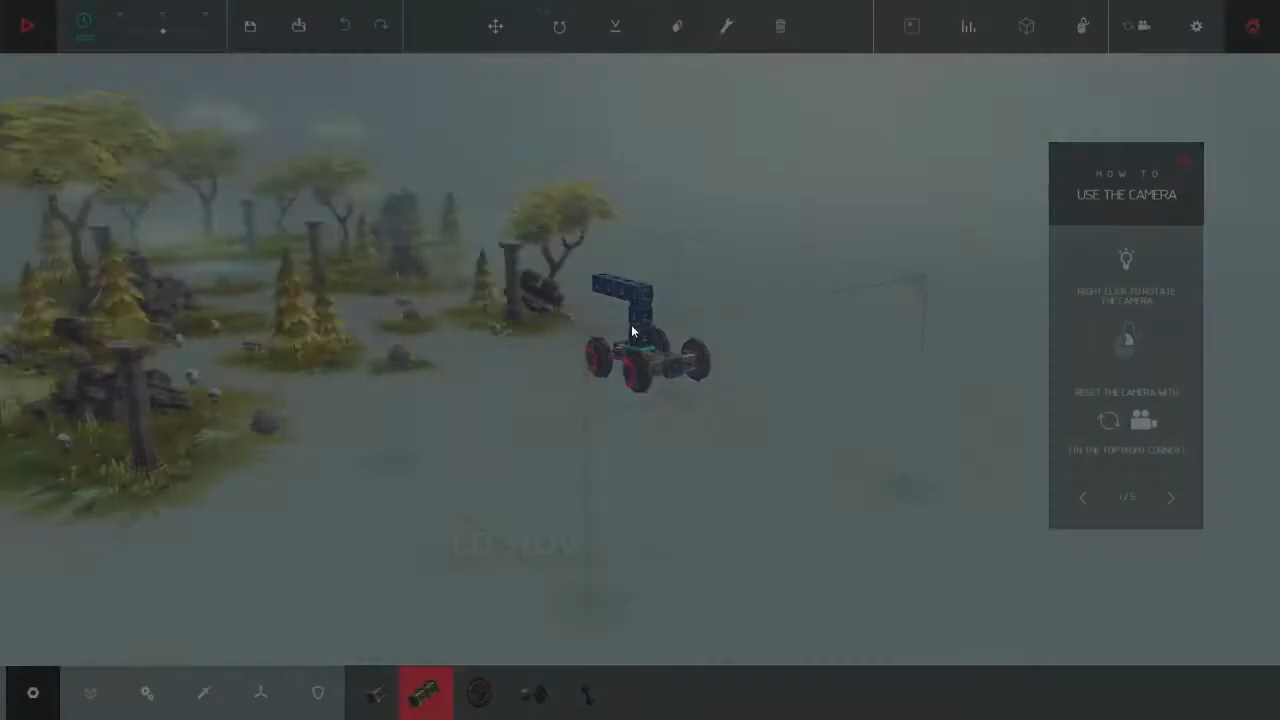 HOW TO
USE THE CAMERA
RIGHT CLICK TO ROTATE
THE CAMERA
RESET THE CAMERA WITH
( IN THE TOP RIGHT CORNER )
1/5